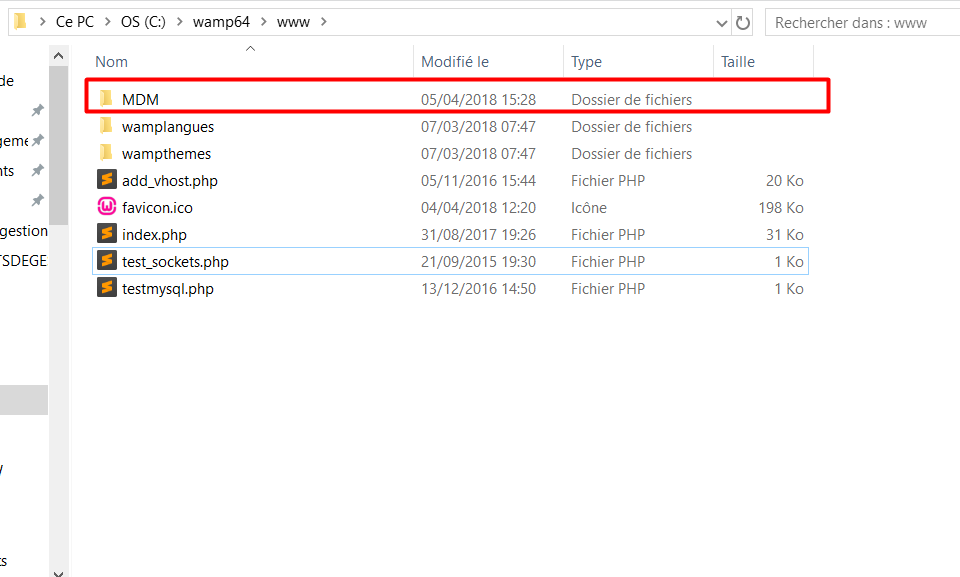 Ce PC > OS (C:) > wamp64 > www >
Rechercher dans : www
Nom Modifié le Type Taille
de
MDM 05/04/2018 15:28 Dossier de fichiers
wamplangues 07/03/2018 07:47 Dossier de fichiers
geme
wampthemes 07/03/2018 07:47 Dossier de fichiers
nts
add_vhost.php 05/11/2016 15:44 Fichier PHP 20 Ko
favicon.ico 04/04/2018 12:20 Icône 198 Ko
gestion
index.php 31/08/2017 19:26 Fichier PHP 31 Ko
TSDEGE
test_sockets.php 21/09/2015 19:30 Fichier PHP 1 Ko
testmysql.php 13/12/2016 14:50 Fichier PHP 1 Ko
ts